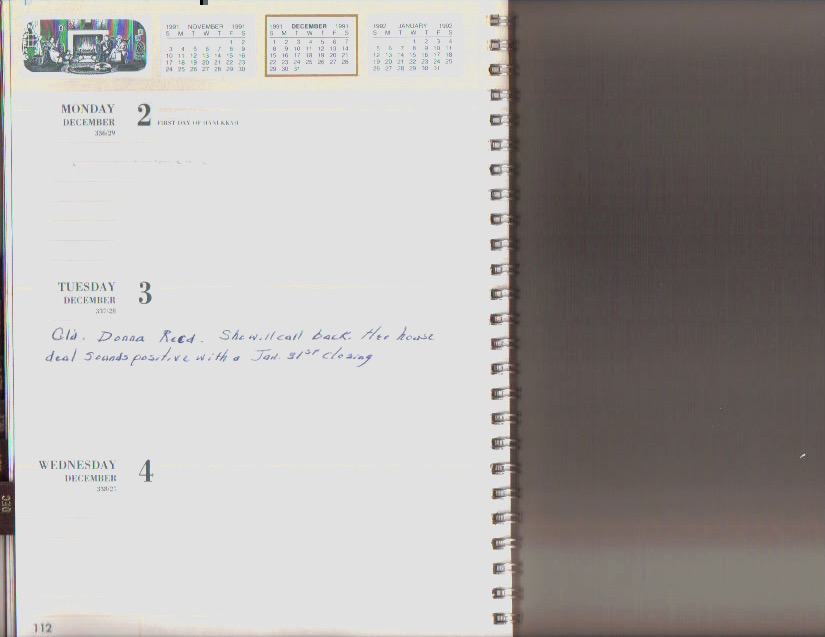 1991 NOVEMBER 1991
S M T W T F S
1 2
3 4 5 6 7 8 9
10 11 12 13 14 15 16
17 18 19 20 21 22 23
24 25 26 27 28 29 30
1991 DECEMBER 1991
S M T W T F S
1 2 3 4 5 6 7
8 9 10 11 12 13 14
15 16 17 18 19 20 21
22 23 24 25 26 27 28
29 30 31
1992 JANUARY 1992
S M T W T F S
1 2 3 4
5 6 7 8 9 10 11
12 13 14 15 16 17 18
19 20 21 22 23 24 25
26 27 28 29 30 31
MONDAY 2
DECEMBER FIRST DAY OF HANUKKAH
336/29
TUESDAY 3
DECEMBER
337/28
Cld. Donna Reed. She will call back. Her house
deal sounds positive with a Jan. 31st closing
WEDNESDAY 4
DECEMBER
338/27
DEC
112